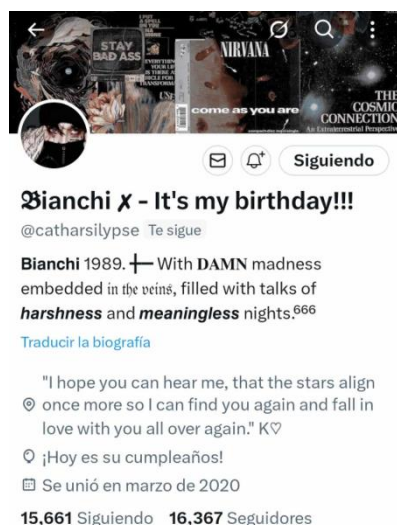 STAY
BAD ASS
NIRVANA
come as you are
THE
COSMIC
CONNECTION
An Extraterrestrial Perspective
Siguiendo
𝕭ianchi ✗ - It's my birthday!!!
@catharsilypse Te sigue
Bianchi 1989. With DAMN madness
embedded in the veins, filled with talks of
harshness and meaningless nights.⁶⁶⁶
Traducir la biografía
"I hope you can hear me, that the stars align
once more so I can find you again and fall in
love with you all over again." K♡
¡Hoy es su cumpleaños!
Se unió en marzo de 2020
15,661 Siguiendo 16,367 Seguidores